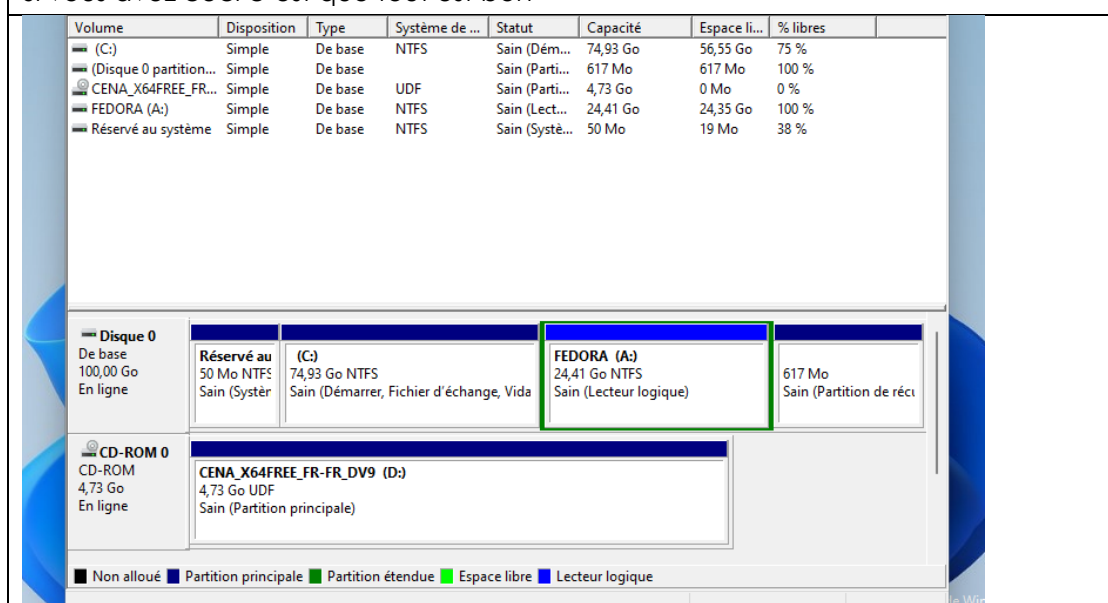 Volume Disposition Type Système de ... Statut Capacité Espace li... % libres
(C:) Simple De base NTFS Sain (Dém... 74,93 Go 56,55 Go 75 %
(Disque 0 partition... Simple De base Sain (Parti... 617 Mo 617 Mo 100 %
CENA_X64FREE_FR... Simple De base UDF Sain (Parti... 4,73 Go 0 Mo 0 %
FEDORA (A:) Simple De base NTFS Sain (Lect... 24,41 Go 24,35 Go 100 %
Réservé au système Simple De base NTFS Sain (Systè... 50 Mo 19 Mo 38 %
Disque 0
De base
100,00 Go
En ligne
Réservé au
50 Mo NTFS
Sain (Systèr
(C:)
74,93 Go NTFS
Sain (Démarrer, Fichier d'échange, Vida
FEDORA (A:)
24,41 Go NTFS
Sain (Lecteur logique)
617 Mo
Sain (Partition de récu
CD-ROM 0
CD-ROM
4,73 Go
En ligne
CENA_X64FREE_FR-FR_DV9 (D:)
4,73 Go UDF
Sain (Partition principale)
Non alloué Partition principale Partition étendue Espace libre Lecteur logique